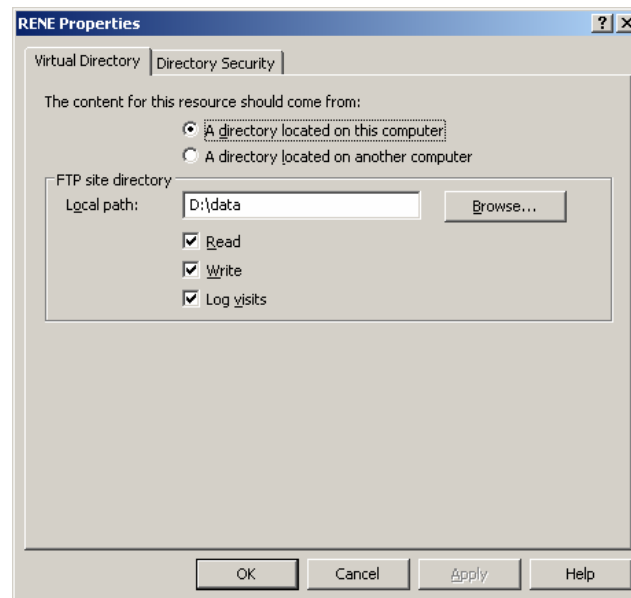 RENE Properties
Virtual Directory
Directory Security
The content for this resource should come from:
A directory located on this computer
A directory located on another computer
FTP site directory
Local path:
D:\data
Browse...
Read
Write
Log visits
OK
Cancel
Apply
Help